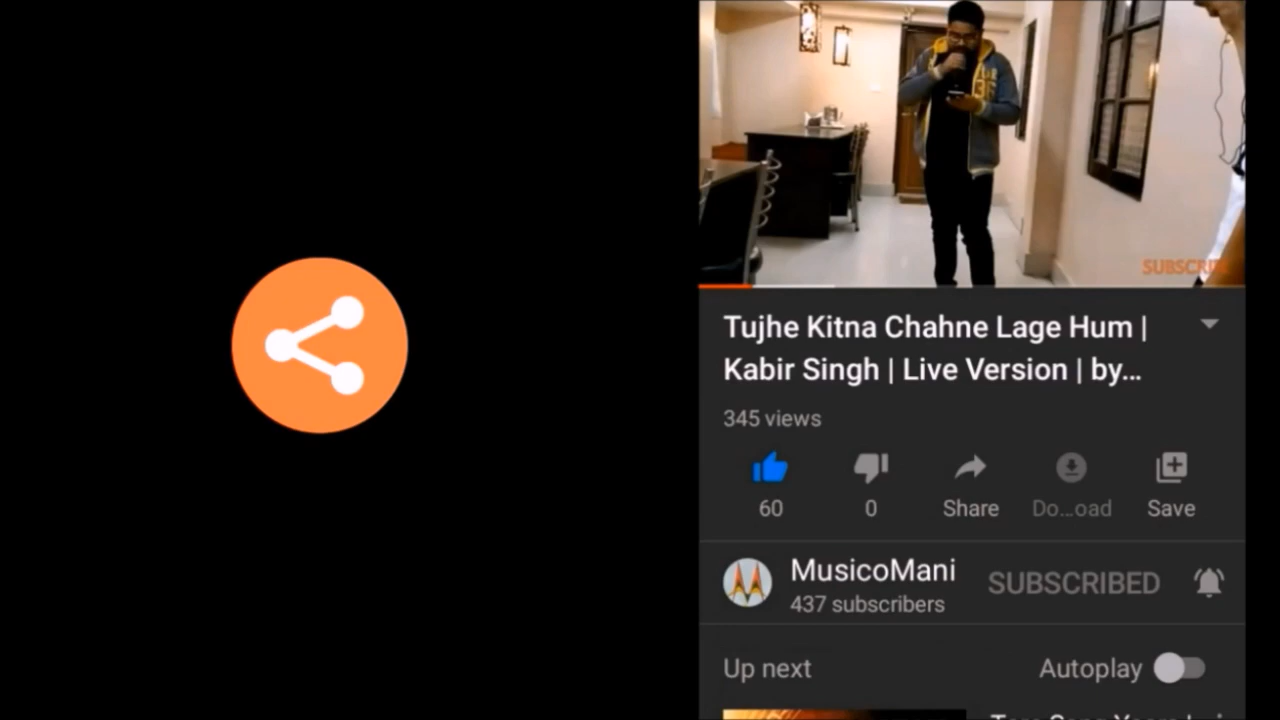 SUBSCRIBE
Tujhe Kitna Chahne Lage Hum |
Kabir Singh | Live Version | by...
345 views
60
0
Share
Do...oad
Save
MusicoMani
437 subscribers
SUBSCRIBED
Up next
Autoplay